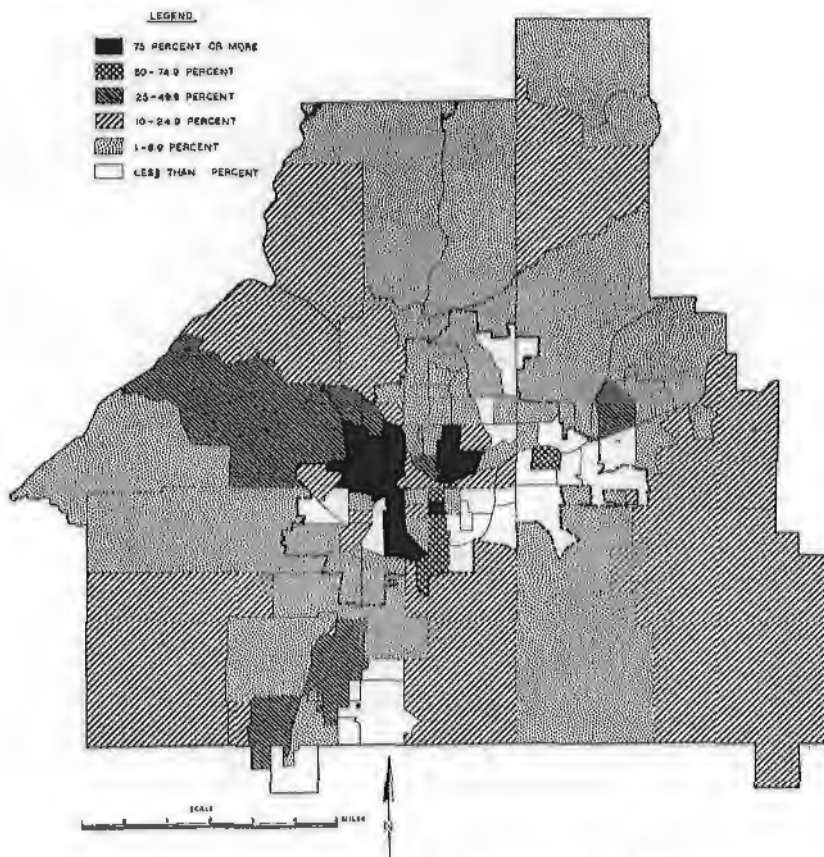 LEGEND
75 PERCENT OR MORE
50-74.9 PERCENT
25-49.9 PERCENT
10-24.9 PERCENT
1-9.9 PERCENT
LESS THAN PERCENT
SCALE
MILES
N